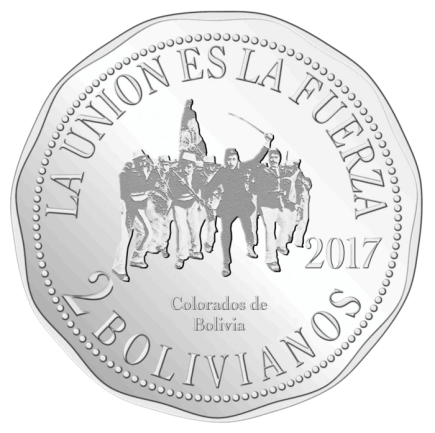 LA UNION ES LA FUERZA
2017
Colorados de
Bolivia
2 BOLIVIANOS